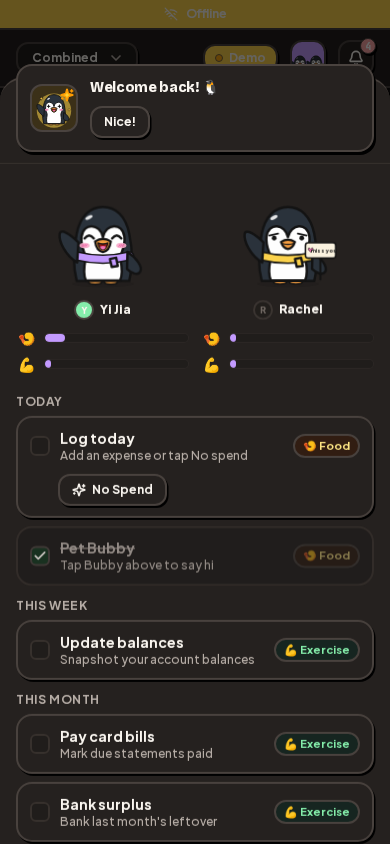 Offline
Combined
Demo
4
Welcome back! 🐧
Nice!
Y Yi Jia
R Rachel
TODAY
Log today
Add an expense or tap No spend
🍤 Food
No Spend
Pet Bubby
Tap Bubby above to say hi
🍤 Food
THIS WEEK
Update balances
Snapshot your account balances
💪 Exercise
THIS MONTH
Pay card bills
Mark due statements paid
💪 Exercise
Bank surplus
Bank last month's leftover
💪 Exercise